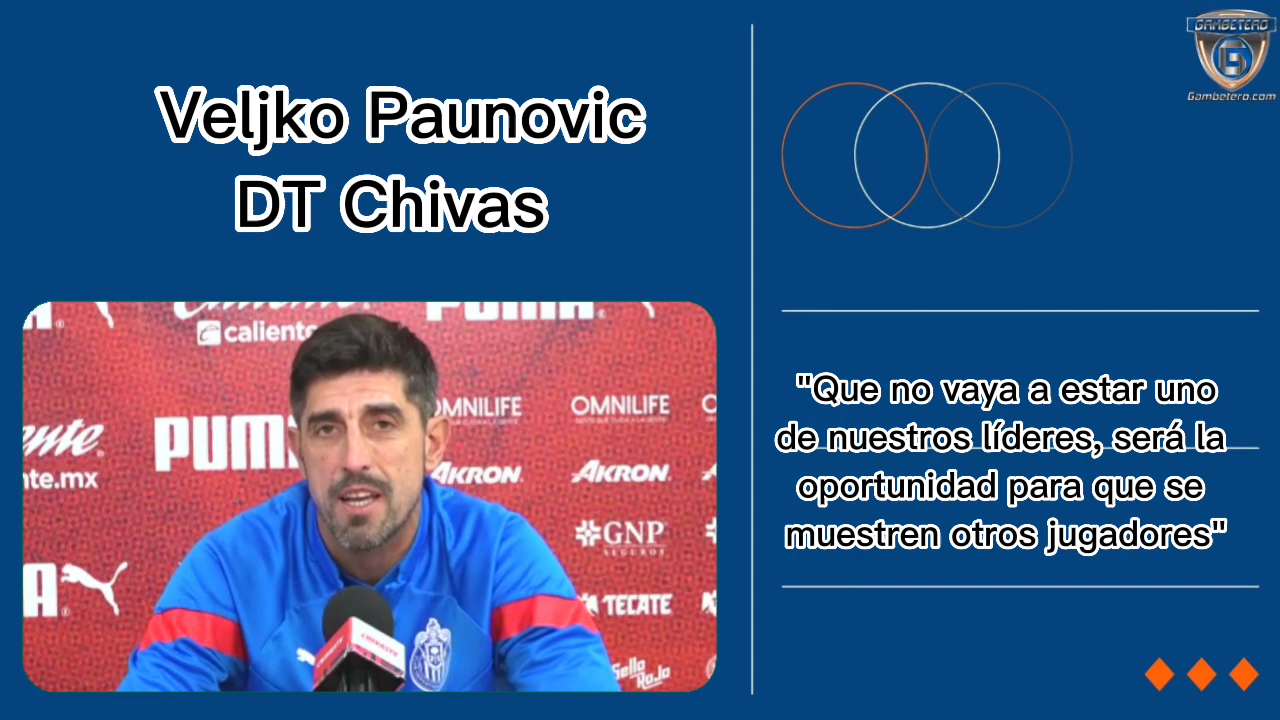 GAMBETERO
Gambetero.com
Veljko Paunovic
DT Chivas
"Que no vaya a estar uno
de nuestros líderes, será la
oportunidad para que se
muestren otros jugadores"
PUMA
caliente
OMNILIFE
OMNILIFE
PUMA
AKRON
AKRON
GNP
SEGUROS
TECATE
Sello
Rojo
CHIVASTV